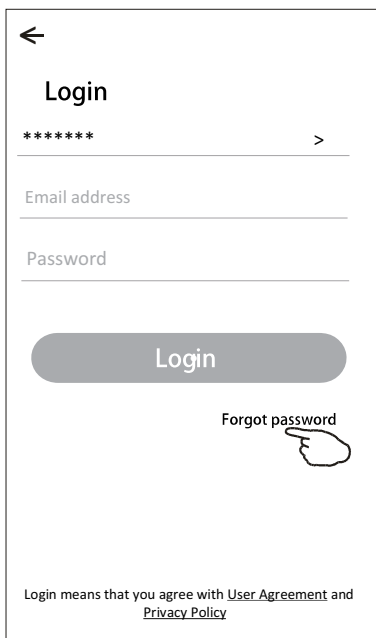 Login
******* >
Email address
Password
Login
Forgot password
Login means that you agree with User Agreement and
Privacy Policy